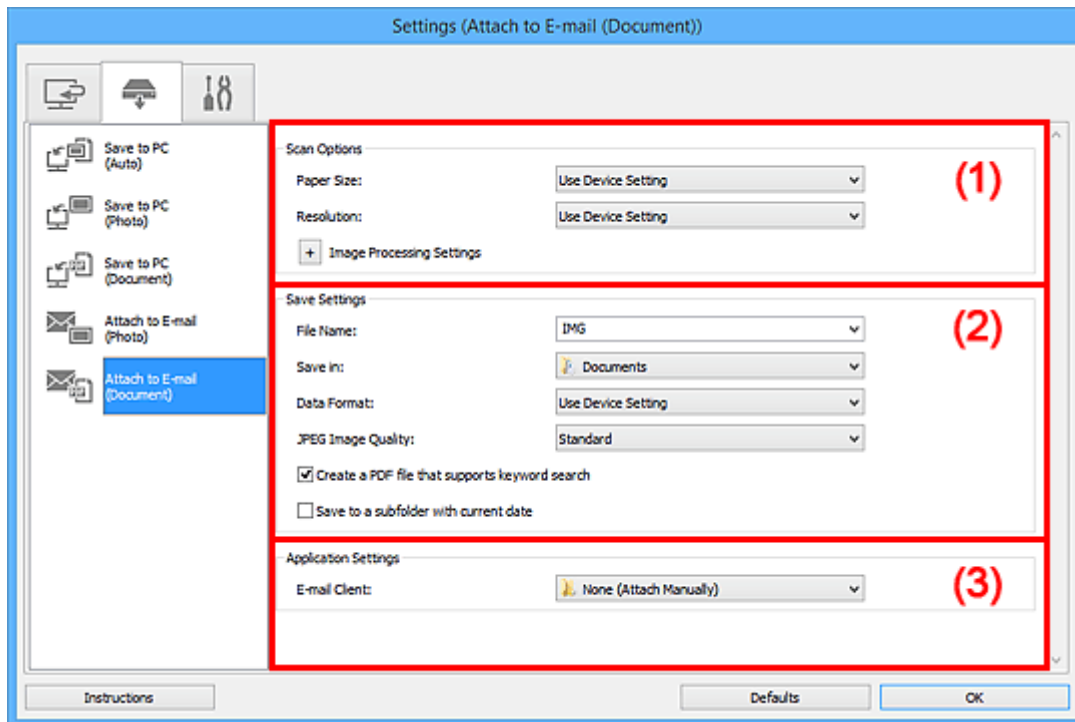 Settings (Attach to E-mail (Document))
Save to PC
(Auto)
Save to PC
(Photo)
Save to PC
(Document)
Attach to E-mail
(Photo)
Attach to E-mail
(Document)
Scan Options
(1)
Paper Size: Use Device Setting
Resolution: Use Device Setting
+ Image Processing Settings
Save Settings
(2)
File Name: IMG
Save in: Documents
Data Format: Use Device Setting
JPEG Image Quality: Standard
Create a PDF file that supports keyword search
Save to a subfolder with current date
Application Settings
(3)
E-mail Client: None (Attach Manually)
Instructions Defaults OK